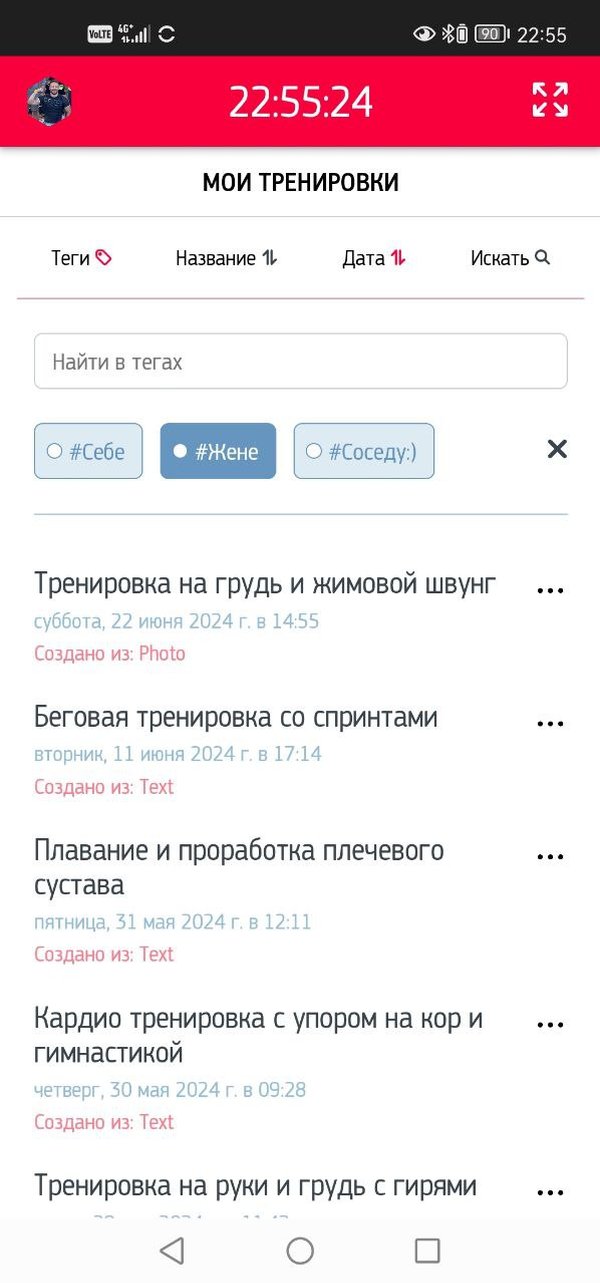 VoLTE 4G+ 90 22:55
22:55:24
МОИ ТРЕНИРОВКИ
Теги Название Дата Искать
Найти в тегах
#Себе #Жене #Соседу:)
Тренировка на грудь и жимовой швунг
суббота, 22 июня 2024 г. в 14:55
Создано из: Photo
Беговая тренировка со спринтами
вторник, 11 июня 2024 г. в 17:14
Создано из: Text
Плавание и проработка плечевого
сустава
пятница, 31 мая 2024 г. в 12:11
Создано из: Text
Кардио тренировка с упором на кор и
гимнастикой
четверг, 30 мая 2024 г. в 09:28
Создано из: Text
Тренировка на руки и грудь с гирями